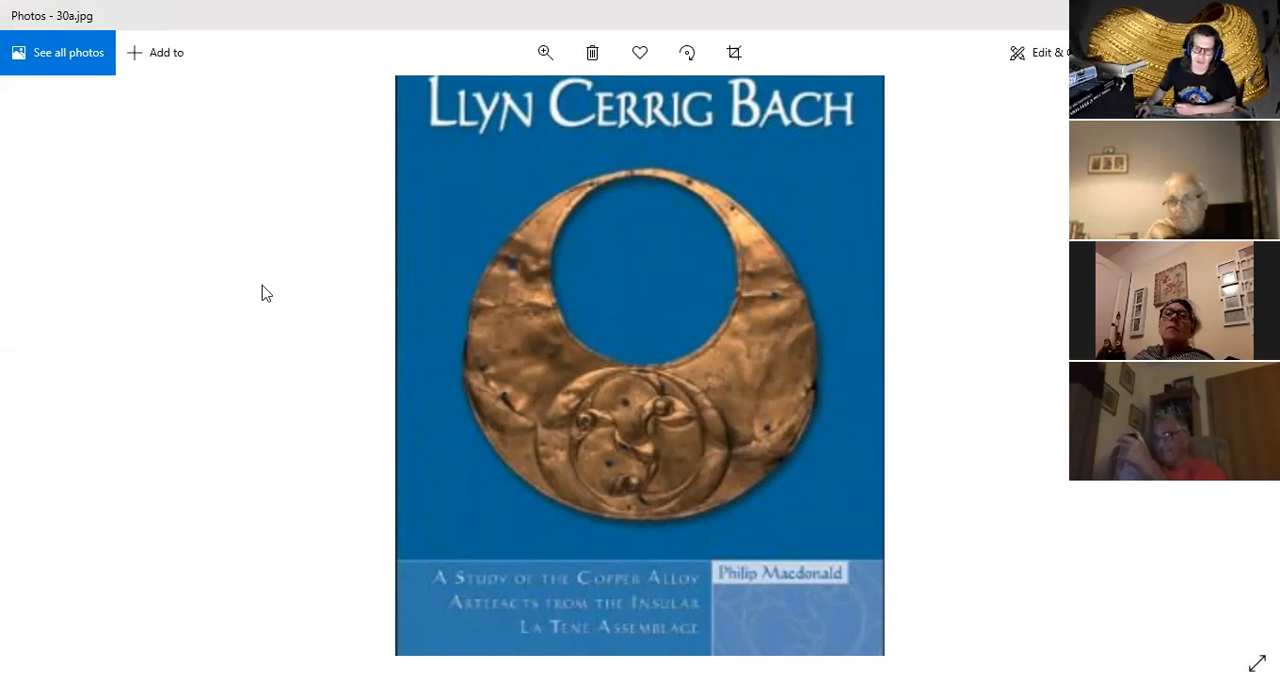 Photos - 30a.jpg
See all photos
Add to
Edit &
LLYN CERRIG BACH
A STUDY OF THE COPPER ALLOY
ARTEFACTS FROM THE INSULAR
LA TÈNE ASSEMBLAGE
Philip Macdonald